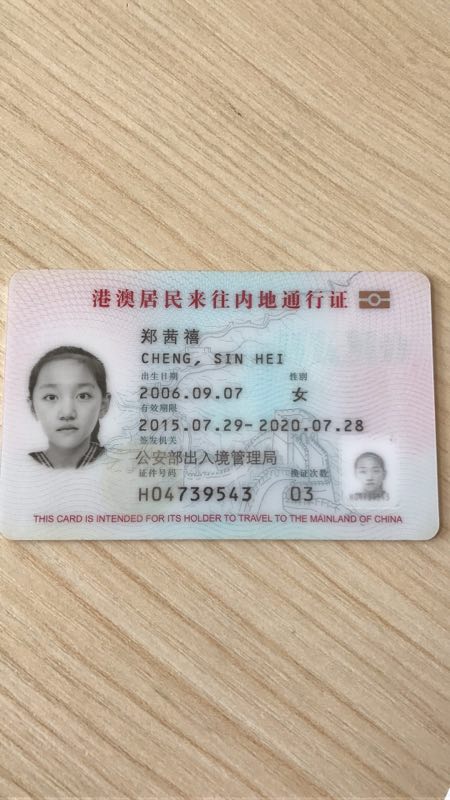 港澳居民来往内地通行证
郑茜禧
CHENG, SIN HEI
出生日期 性别
2006.09.07 女
有效期限
2015.07.29-2020.07.28
签发机关
公安部出入境管理局
证件号码 换证次数
H04739543 03
THIS CARD IS INTENDED FOR ITS HOLDER TO TRAVEL TO THE MAINLAND OF CHINA